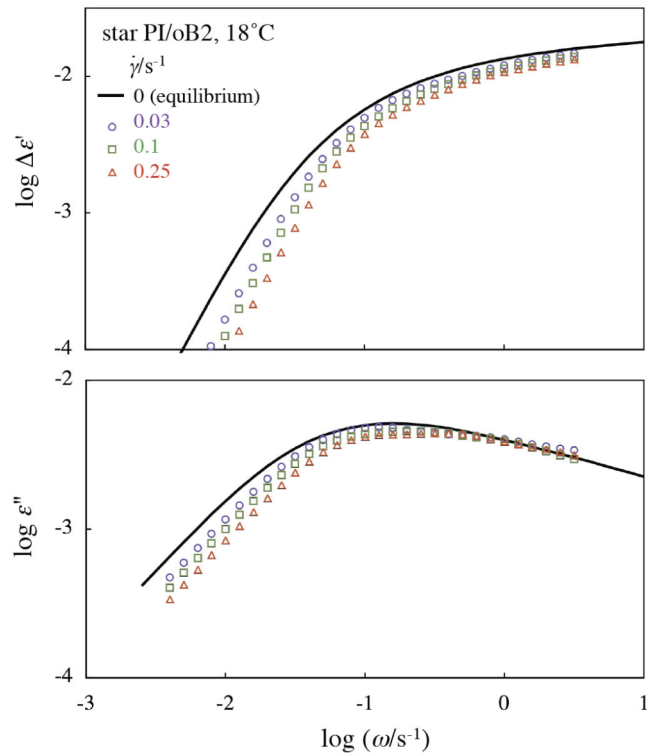 star PI/oB2, 18°C
γ̇/s⁻¹
0 (equilibrium)
0.03
0.1
0.25
log Δε'
-2
-3
-4
log ε"
-2
-3
-4
-3 -2 -1 0 1
log (ω/s⁻¹)